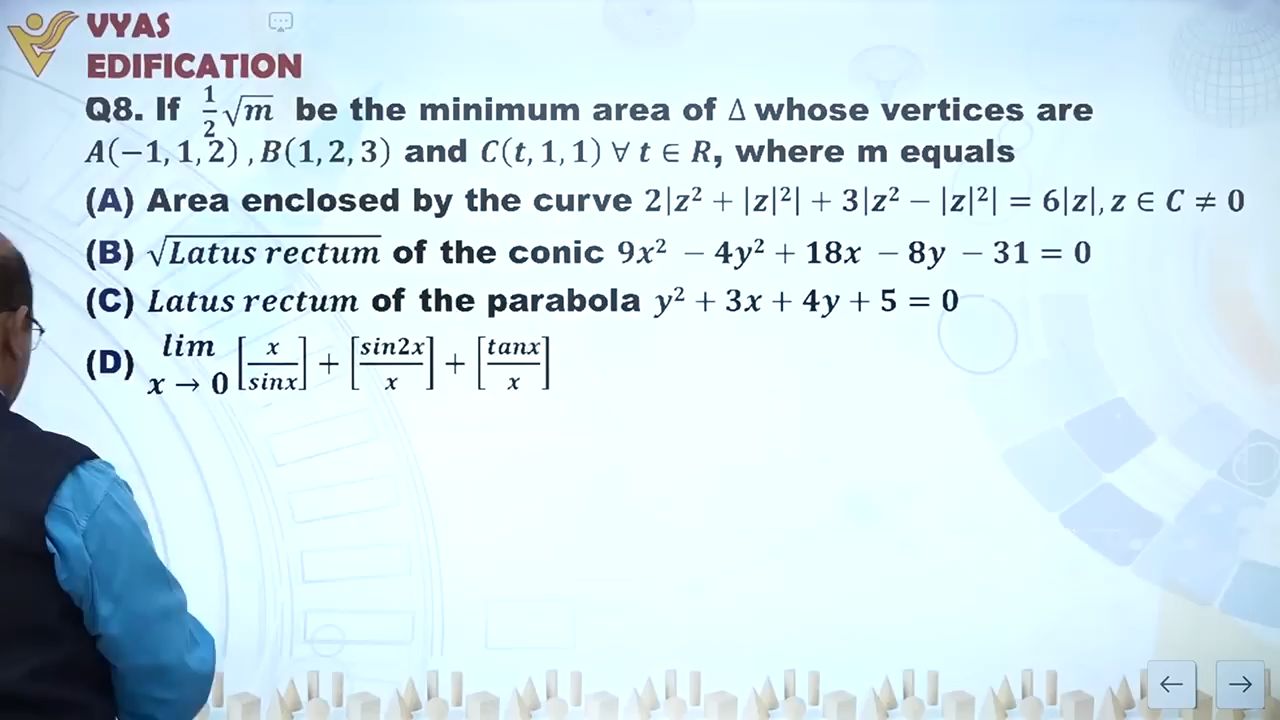 VYAS
EDIFICATION
Q8. If \frac{1}{2}\sqrt{m} be the minimum area of Δ whose vertices are
A(−1, 1, 2) , B(1, 2, 3) and C(t, 1, 1) ∀ t ∈ R, where m equals
(A) Area enclosed by the curve 2|z² + |z|²| + 3|z² − |z|²| = 6|z|, z ∈ C ≠ 0
(B) √Latus rectum of the conic 9x² − 4y² + 18x − 8y − 31 = 0
(C) Latus rectum of the parabola y² + 3x + 4y + 5 = 0
(D) lim x → 0 [x/sinx] + [sin2x/x] + [tanx/x]